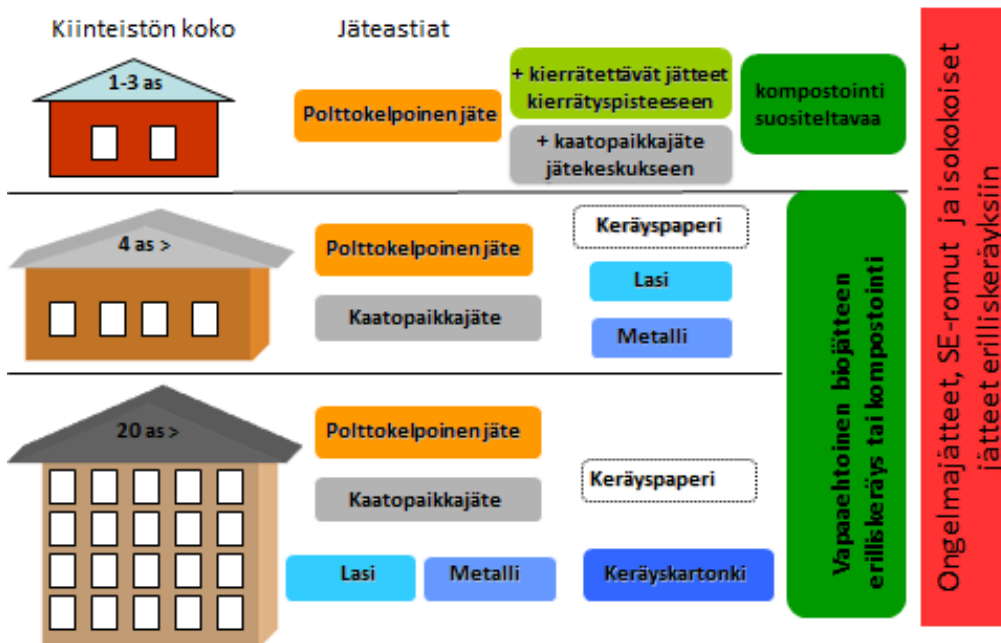 Kiinteistön koko
Jäteastiat
1-3 as
Polttokelpoinen jäte
+ kierrätettävät jätteet
kierrätyspisteeseen
+ kaatopaikkajäte
jätekeskukseen
kompostointi
suositeltavaa
4 as >
Polttokelpoinen jäte
Kaatopaikkajäte
Keräyspaperi
Lasi
Metalli
20 as >
Polttokelpoinen jäte
Kaatopaikkajäte
Keräyspaperi
Lasi
Metalli
Keräyskartonki
Vapaaehtoinen biojätteen
erilliskeräys tai kompostointi
Ongelmajätteet, SE-romut ja isokokoiset
jätteet erilliskeräyksiin